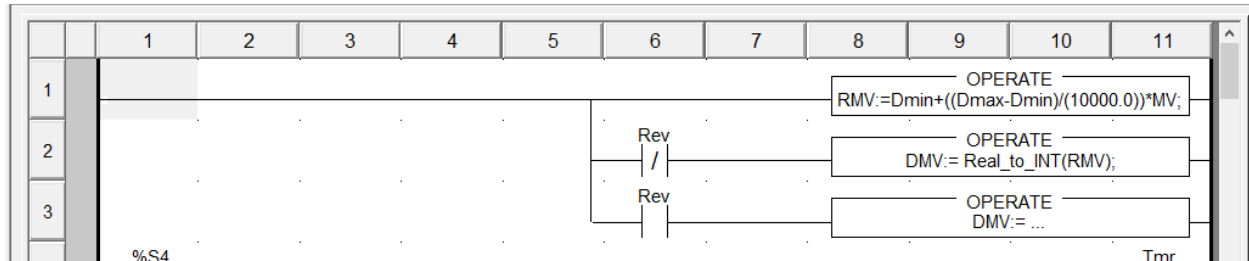 1 2 3 4 5 6 7 8 9 10 11
1
OPERATE
RMV:=Dmin+((Dmax-Dmin)/(10000.0))*MV;
2
Rev
/
OPERATE
DMV:= Real_to_INT(RMV);
3
Rev
OPERATE
DMV:= ...
%S4 Tmr